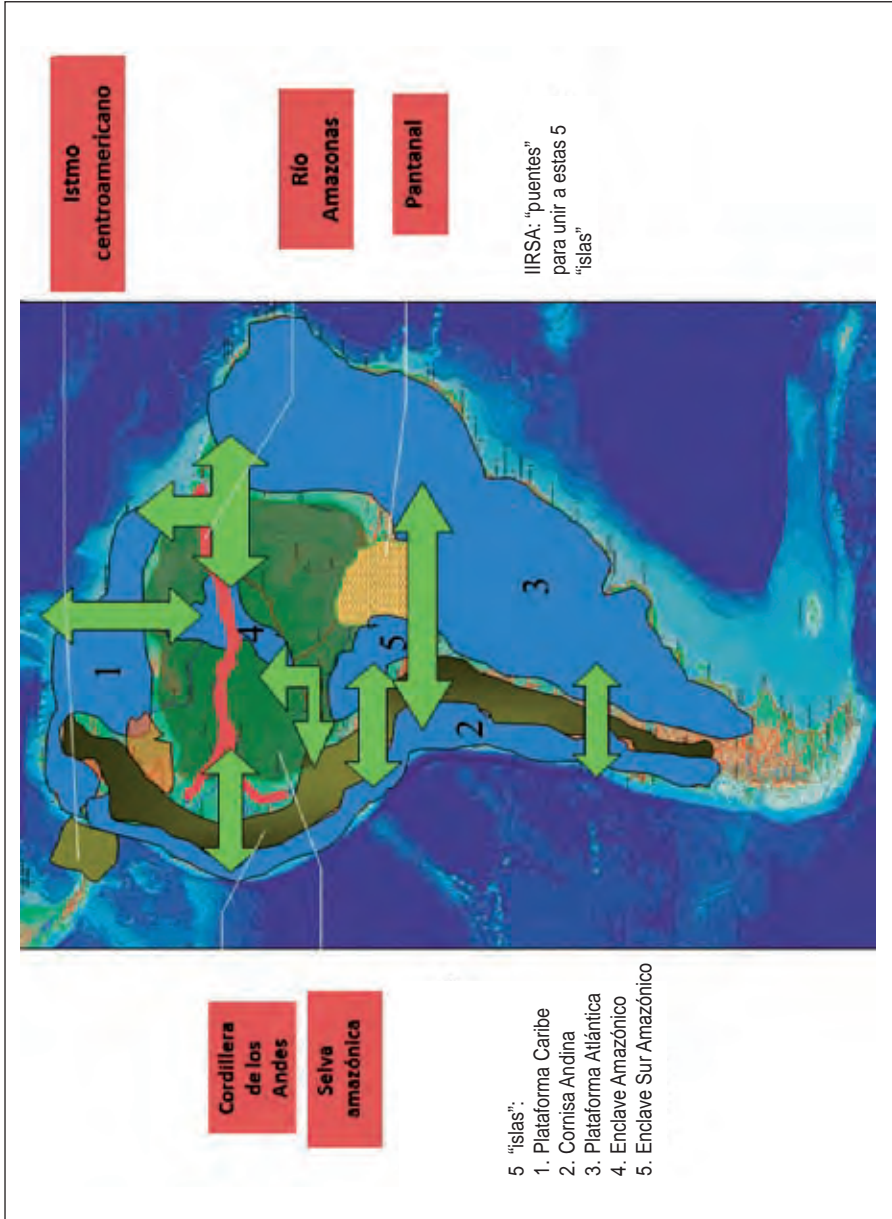 Istmo
centroamericano
Río
Amazonas
Pantanal
IIRSA: "puentes"
para unir a estas 5
"islas"
1
4
5
2
3
Cordillera
de los
Andes
Selva
amazónica
5 "islas":
1. Plataforma Caribe
2. Cornisa Andina
3. Plataforma Atlántica
4. Enclave Amazónico
5. Enclave Sur Amazónico